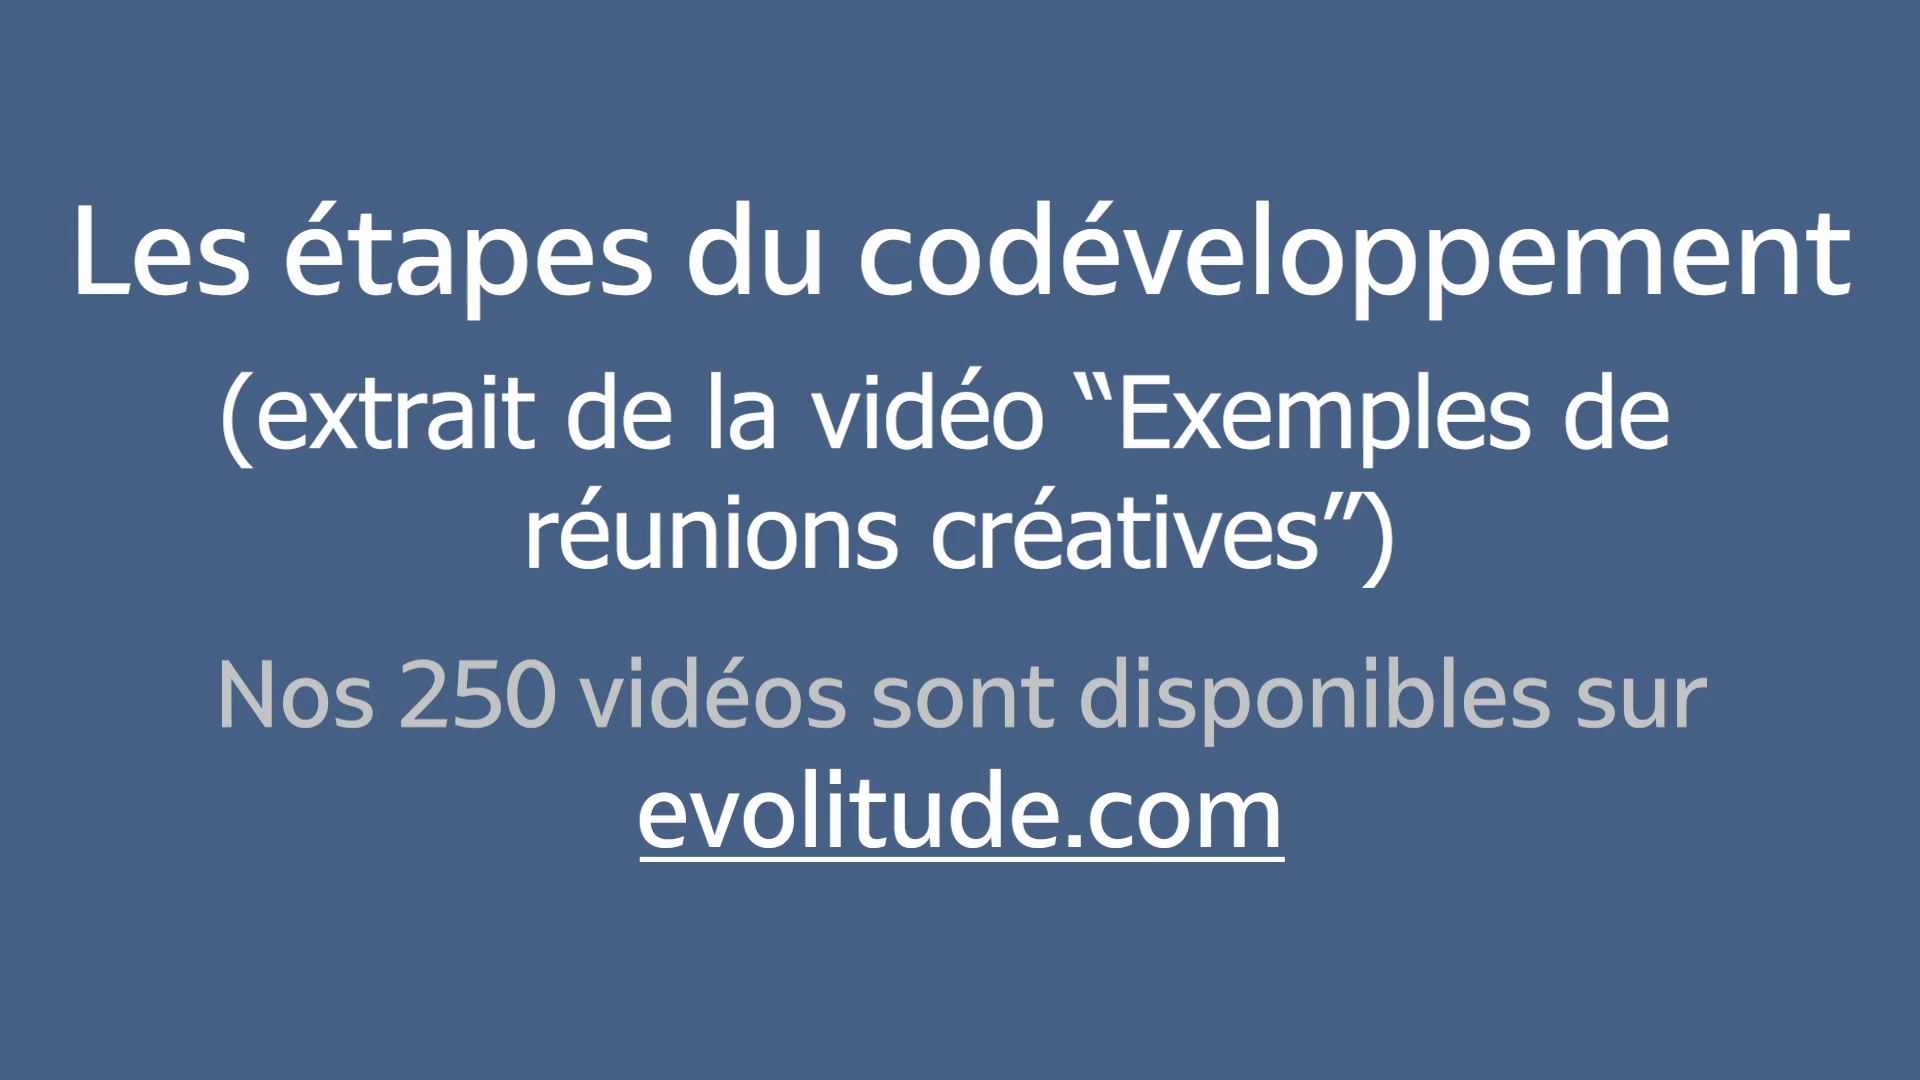 Les étapes du codéveloppement
(extrait de la vidéo “Exemples de
réunions créatives”)
Nos 250 vidéos sont disponibles sur
evolitude.com